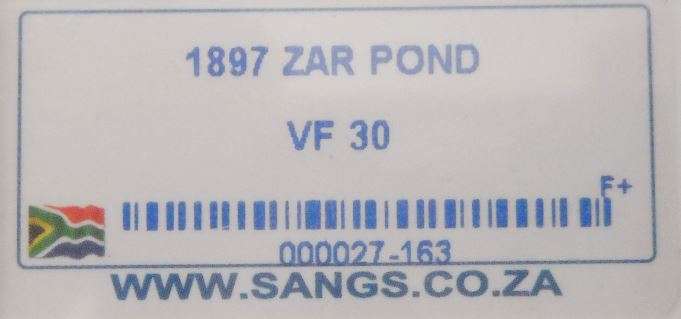 1897 ZAR POND
VF 30
F+
000027-163
WWW.SANGS.CO.ZA